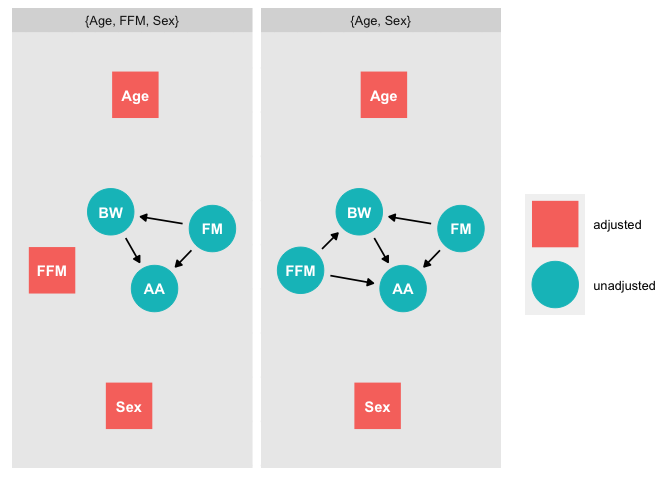 {Age, FFM, Sex}
Age
BW
FM
FFM
AA
Sex
{Age, Sex}
Age
BW
FM
FFM
AA
Sex
adjusted
unadjusted